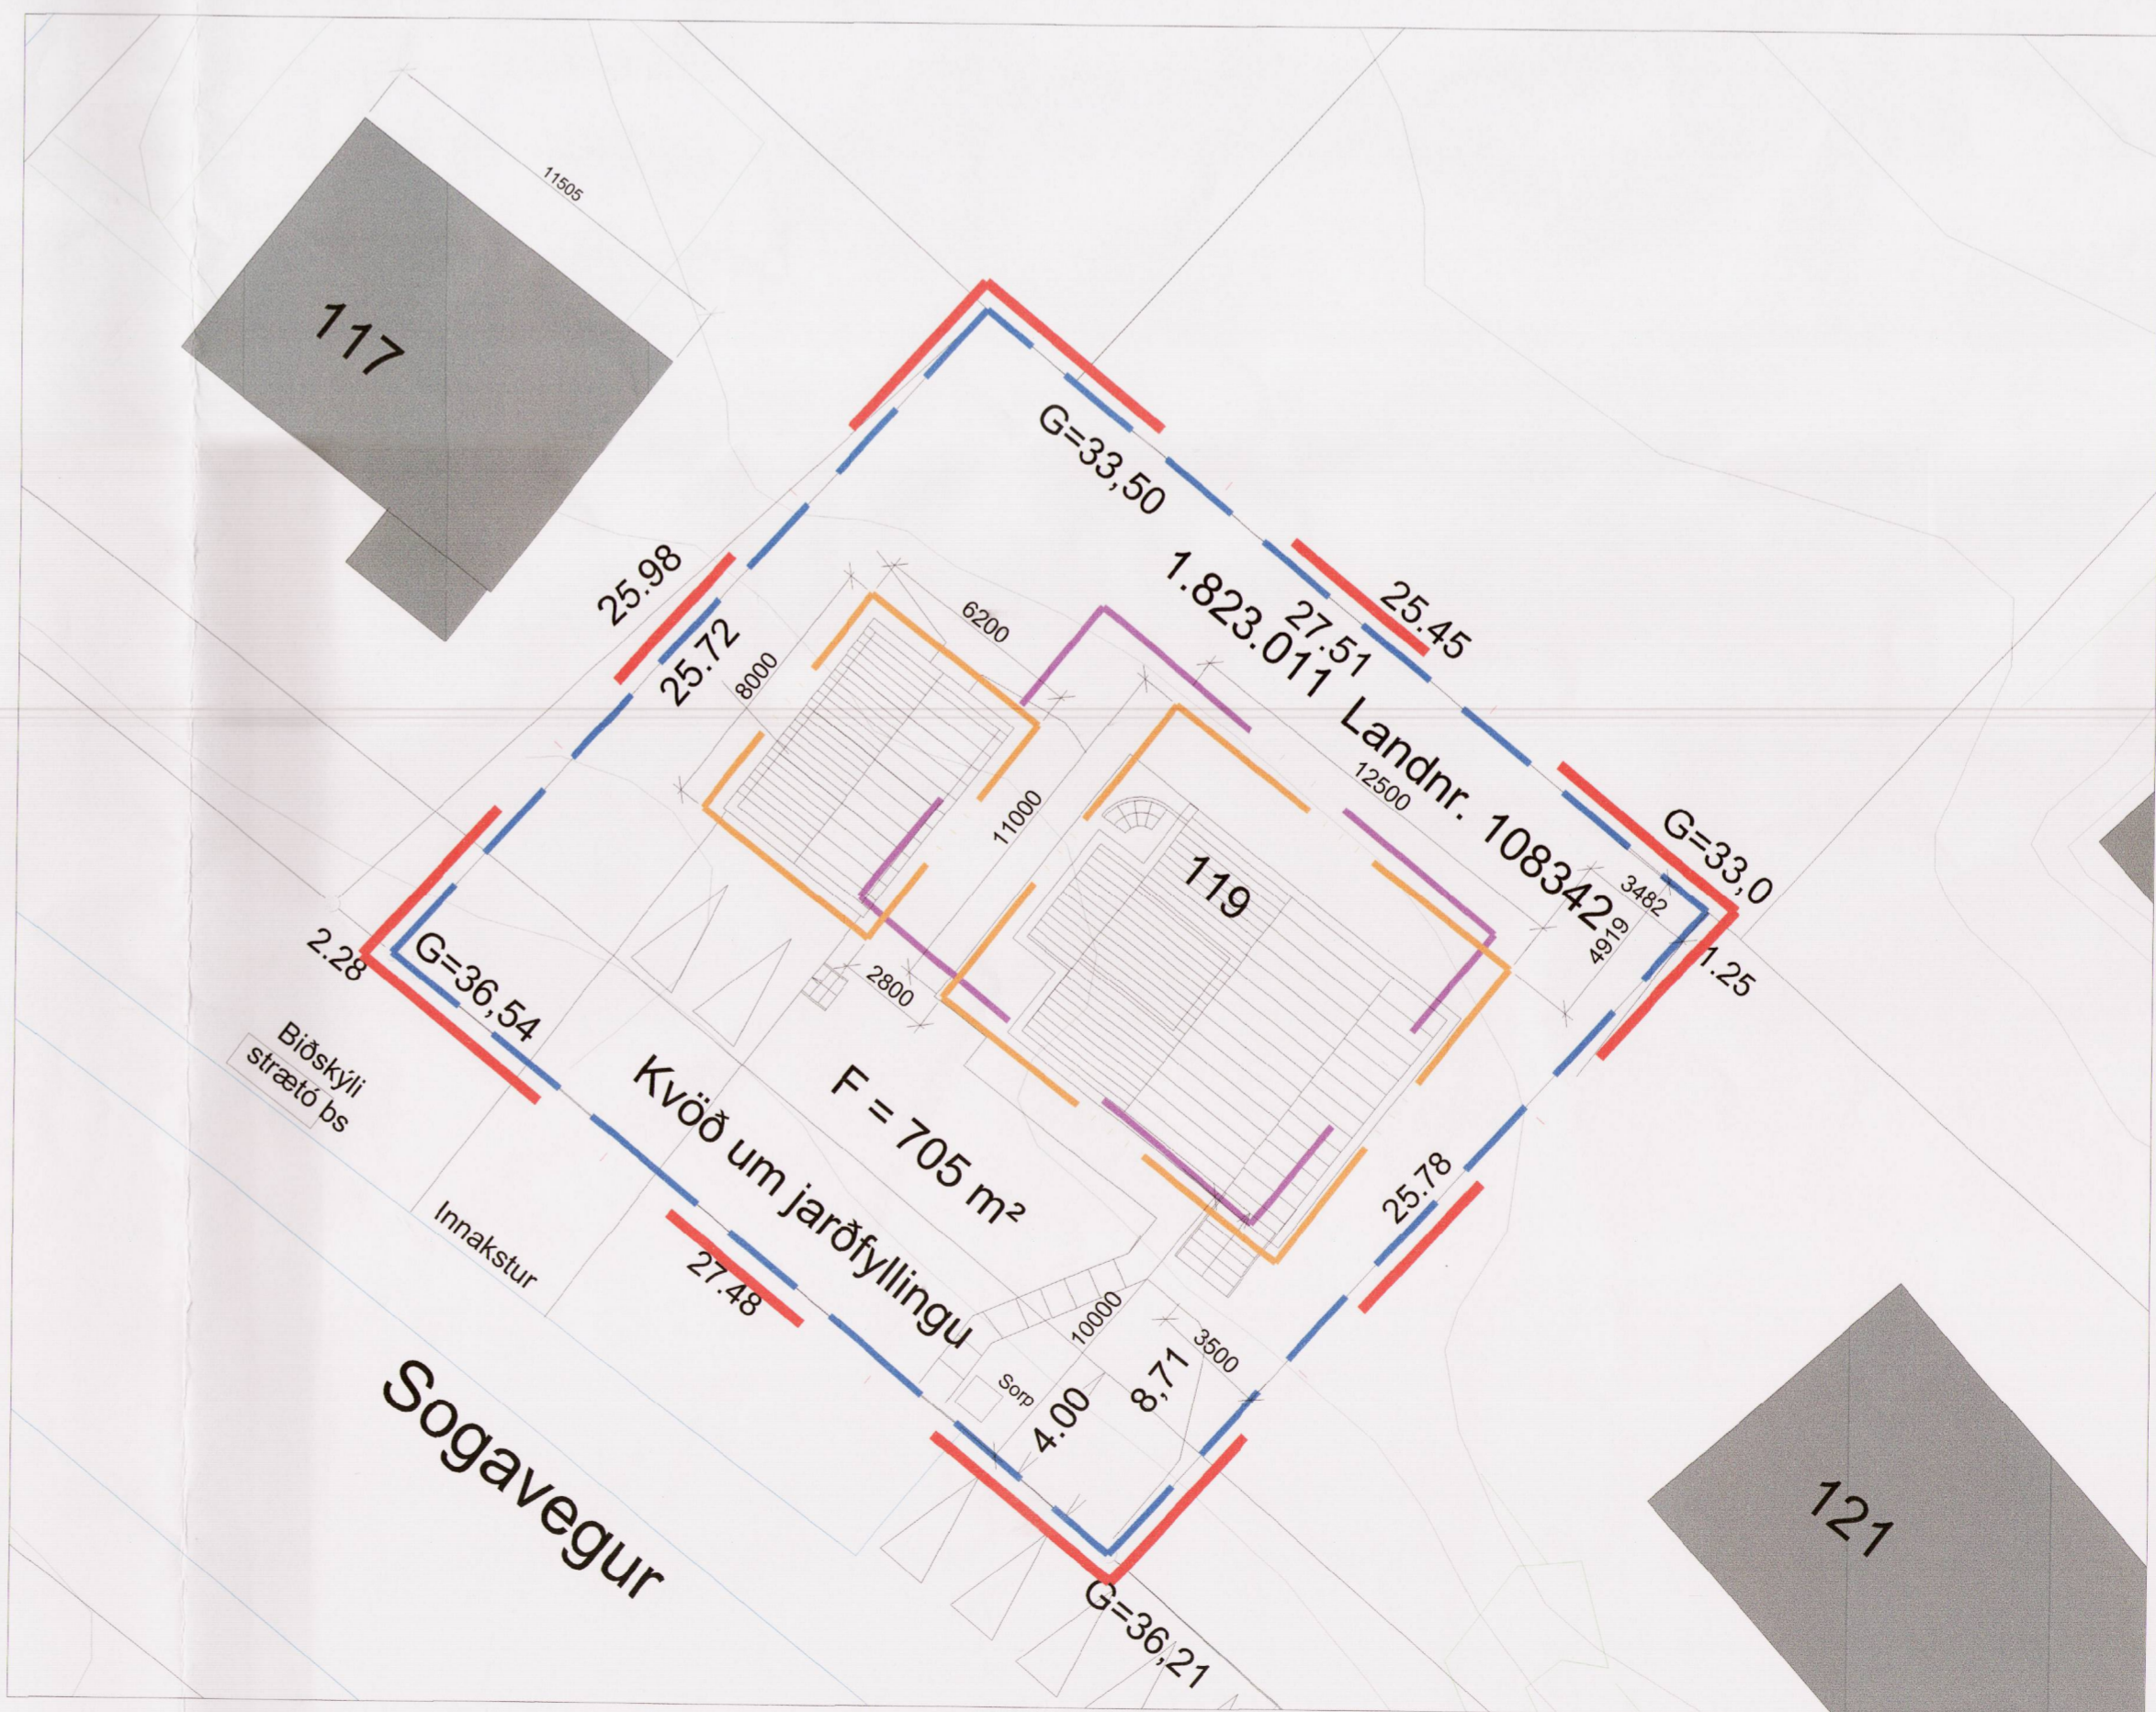 117
11505
G=33,50
25.98
25.72
8000
6200
1.823.011 Landnr. 108342
27.51
25.45
G=33,0
12500
11000
119
3482
4919
1.25
2.28
G=36,54
2800
Biðskýli
strætó bs
Kvöð um jarðfyllingu
F = 705 m²
25.78
Innakstur
27.48
10000
3500
8,71
Sorp
4.00
Sogavegur
121
G=36,21